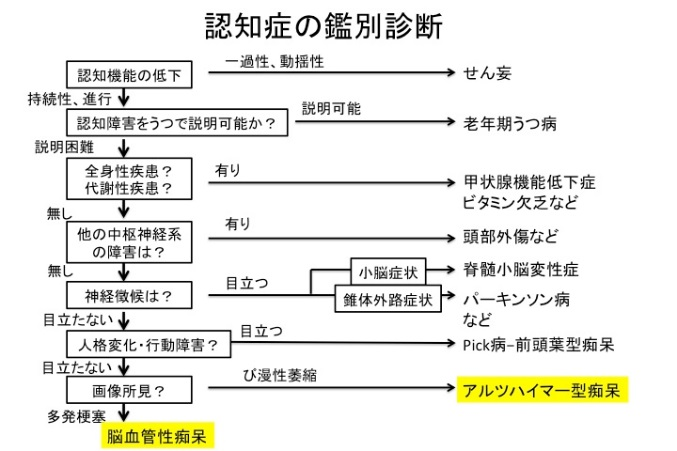 認知症の鑑別診断
認知機能の低下
一過性、動揺性
せん妄
持続性、進行
認知障害をうつで説明可能か？
説明可能
老年期うつ病
説明困難
全身性疾患？
代謝性疾患？
有り
甲状腺機能低下症
ビタミン欠乏など
無し
他の中枢神経系
の障害は？
有り
頭部外傷など
無し
神経徴候は？
目立つ
小脳症状
脊髄小脳変性症
錐体外路症状
パーキンソン病
など
目立たない
人格変化・行動障害？
目立つ
Pick病–前頭葉型痴呆
目立たない
画像所見？
び漫性萎縮
アルツハイマー型痴呆
多発梗塞
脳血管性痴呆